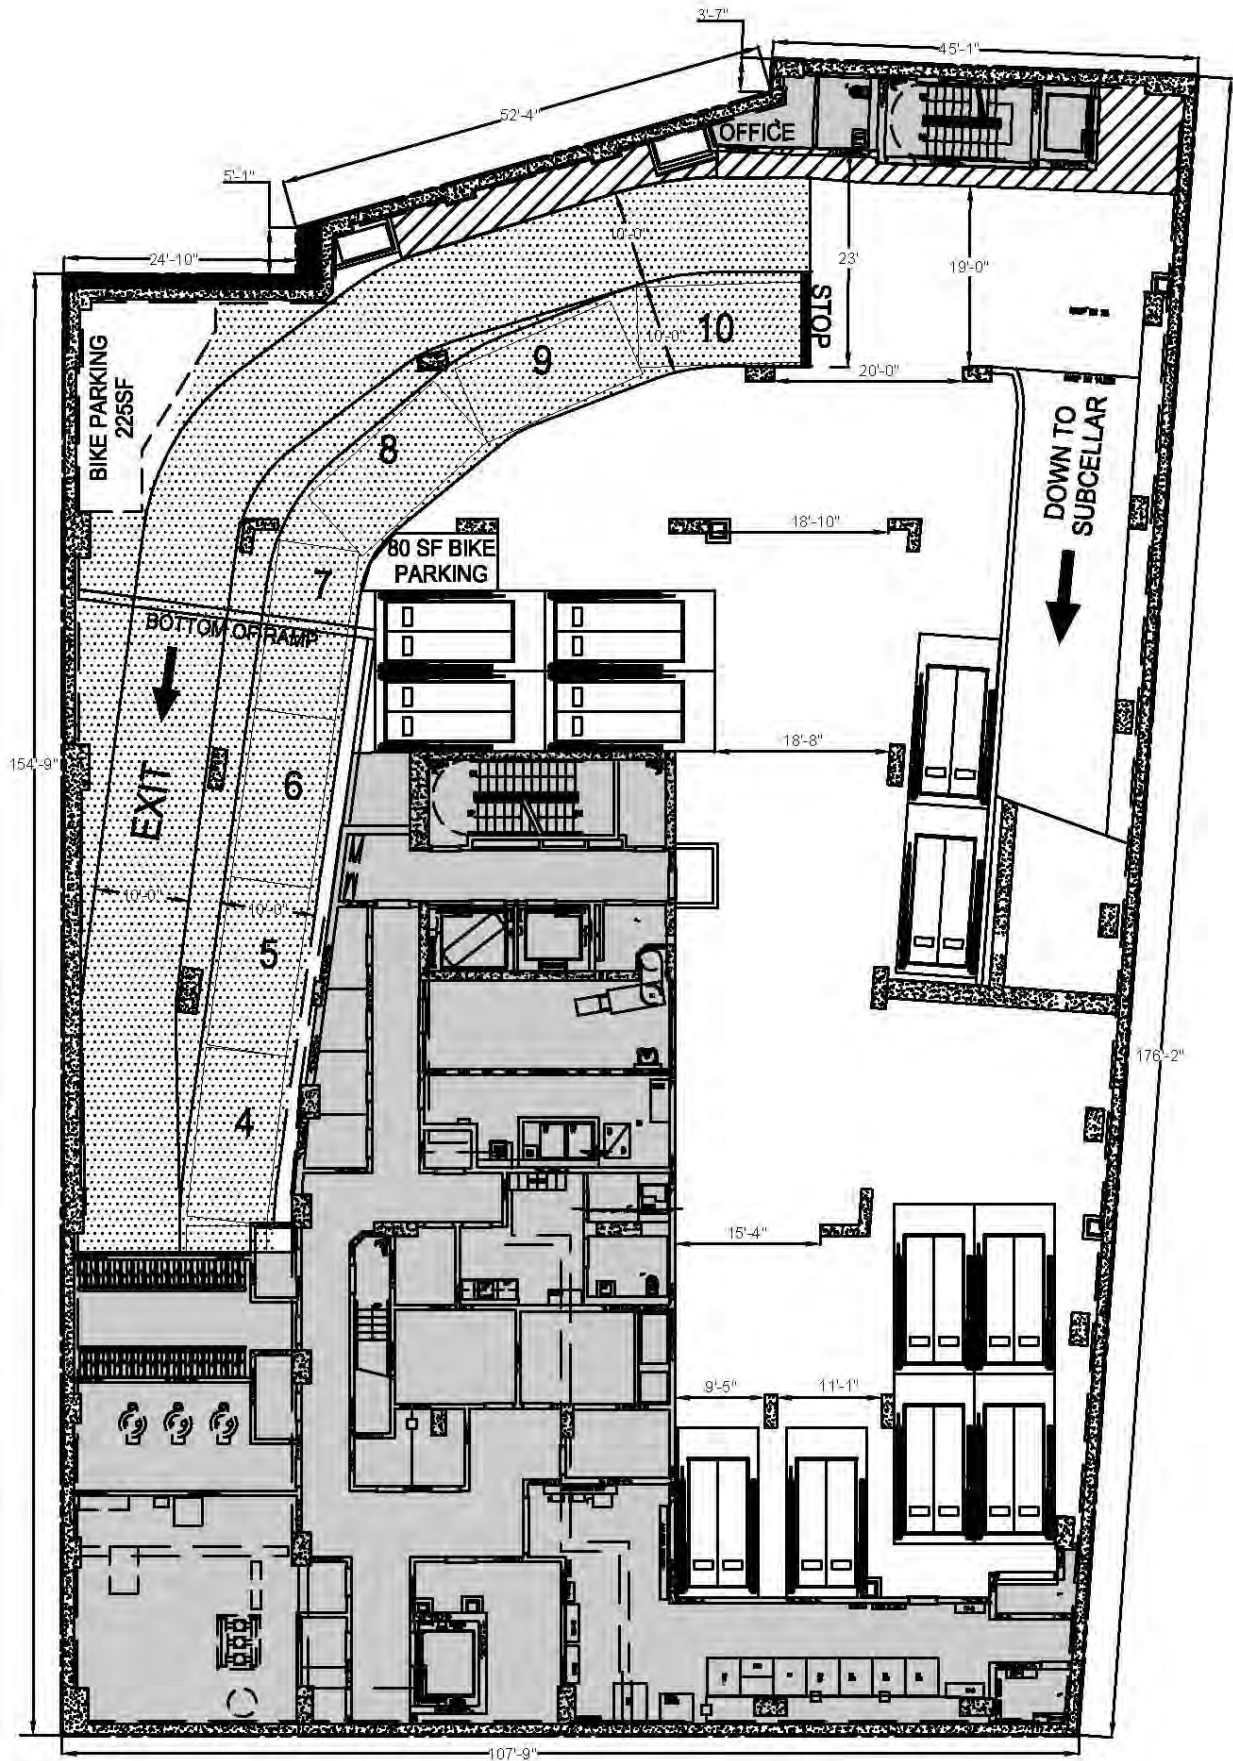 3'-7"
45'-1"
52'-4"
OFFICE
5'-1"
24'-10"
10'-0"
23'
19'-0"
STOP
10
10'-0"
9
20'-0"
BIKE PARKING
225SF
8
DOWN TO
SUBCELLAR
18'-10"
80 SF BIKE
PARKING
7
BOTTOM OF RAMP
EXIT
6
18'-8"
154'-9"
10'-0"
10'-0"
5
176'-2"
4
15'-4"
9'-5"
11'-1"
107'-9"